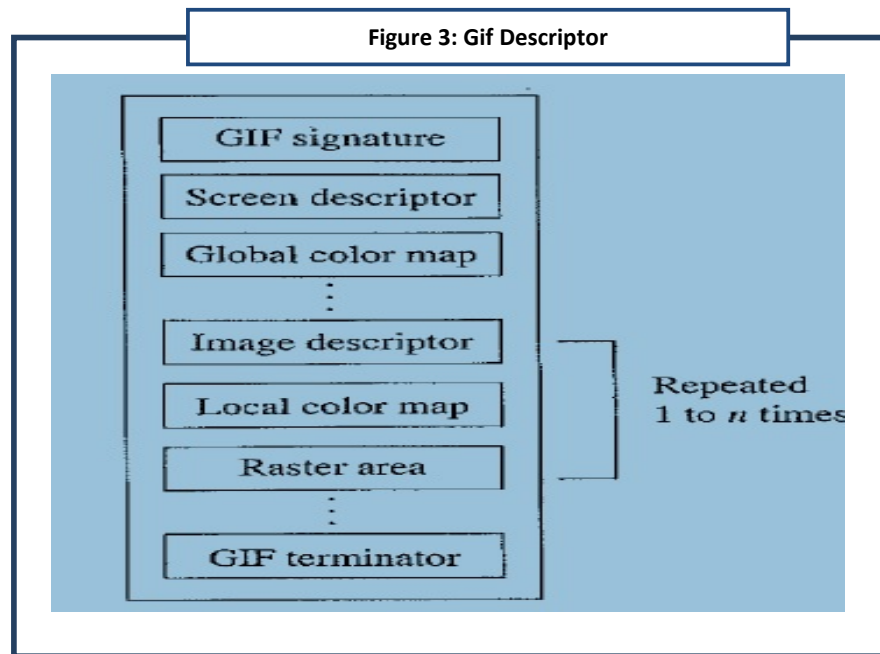 Figure 3: Gif Descriptor
GIF signature
Screen descriptor
Global color map
Image descriptor
Local color map
Repeated
1 to n times
Raster area
GIF terminator